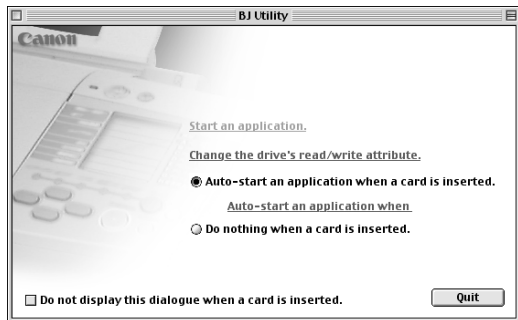 BJ Utility
Canon
Start an application.
Change the drive's read/write attribute.
Auto-start an application when a card is inserted.
Auto-start an application when
Do nothing when a card is inserted.
Do not display this dialogue when a card is inserted.
Quit